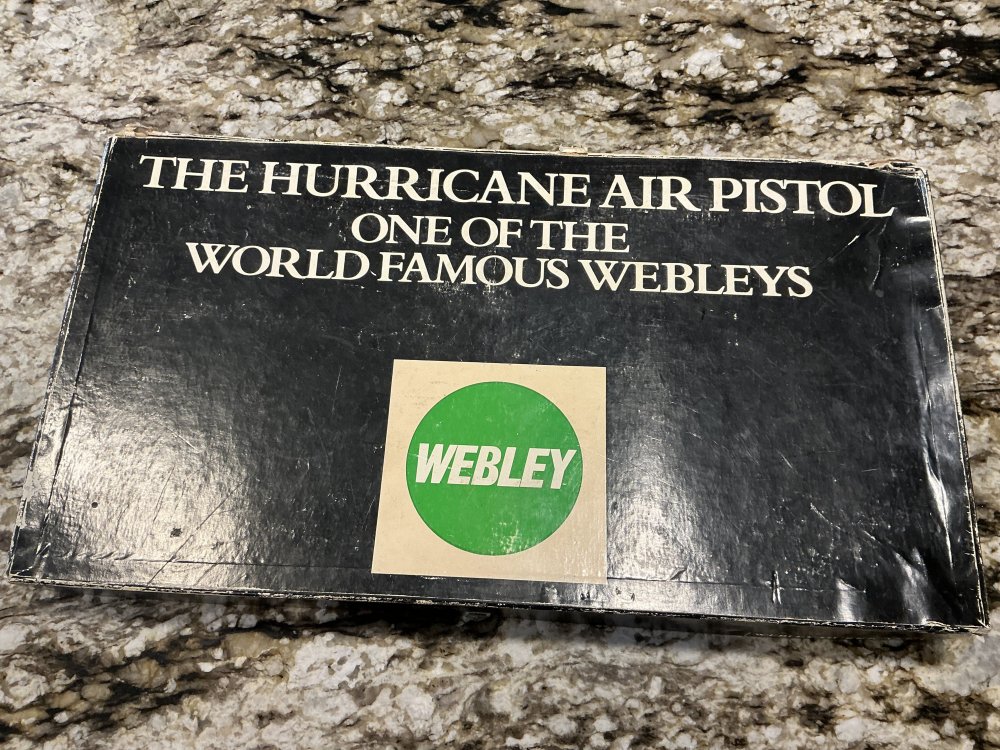 THE HURRICANE AIR PISTOL
ONE OF THE
WORLD FAMOUS WEBLEYS
WEBLEY